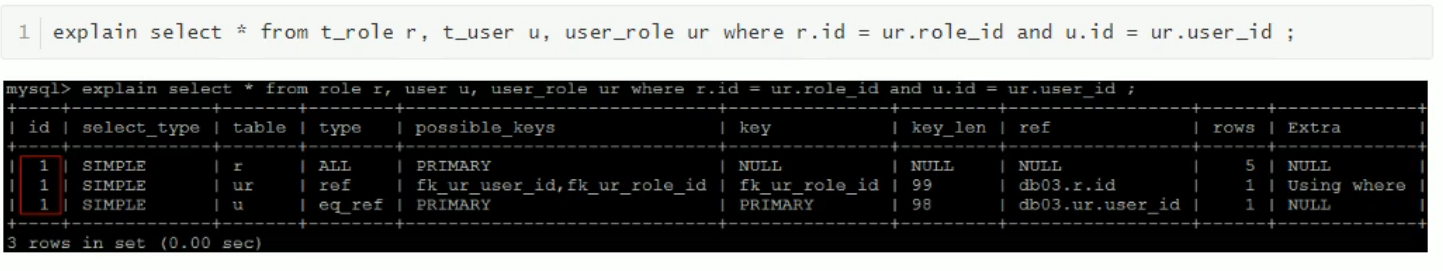 1 explain select * from t_role r, t_user u, user_role ur where r.id = ur.role_id and u.id = ur.user_id ;
mysql> explain select * from role r, user u, user_role ur where r.id = ur.role_id and u.id = ur.user_id ;
+----+-------------+-------+--------+-----------------------------+---------------+---------+-----------------+------+-------------+
| id | select_type | table | type | possible_keys | key | key_len | ref | rows | Extra |
+----+-------------+-------+--------+-----------------------------+---------------+---------+-----------------+------+-------------+
| 1 | SIMPLE | r | ALL | PRIMARY | NULL | NULL | NULL | 5 | NULL |
| 1 | SIMPLE | ur | ref | fk_ur_user_id,fk_ur_role_id | fk_ur_role_id | 99 | db03.r.id | 1 | Using where |
| 1 | SIMPLE | u | eq_ref | PRIMARY | PRIMARY | 98 | db03.ur.user_id | 1 | NULL |
+----+-------------+-------+--------+-----------------------------+---------------+---------+-----------------+------+-------------+
3 rows in set (0.00 sec)